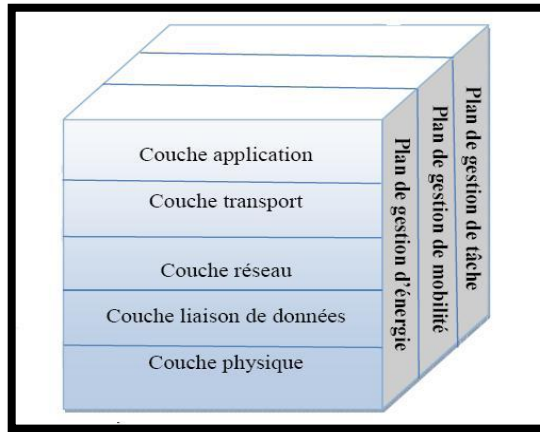 Couche application
Couche transport
Couche réseau
Couche liaison de données
Couche physique
Plan de gestion d'énergie
Plan de gestion de mobilité
Plan de gestion de tâche